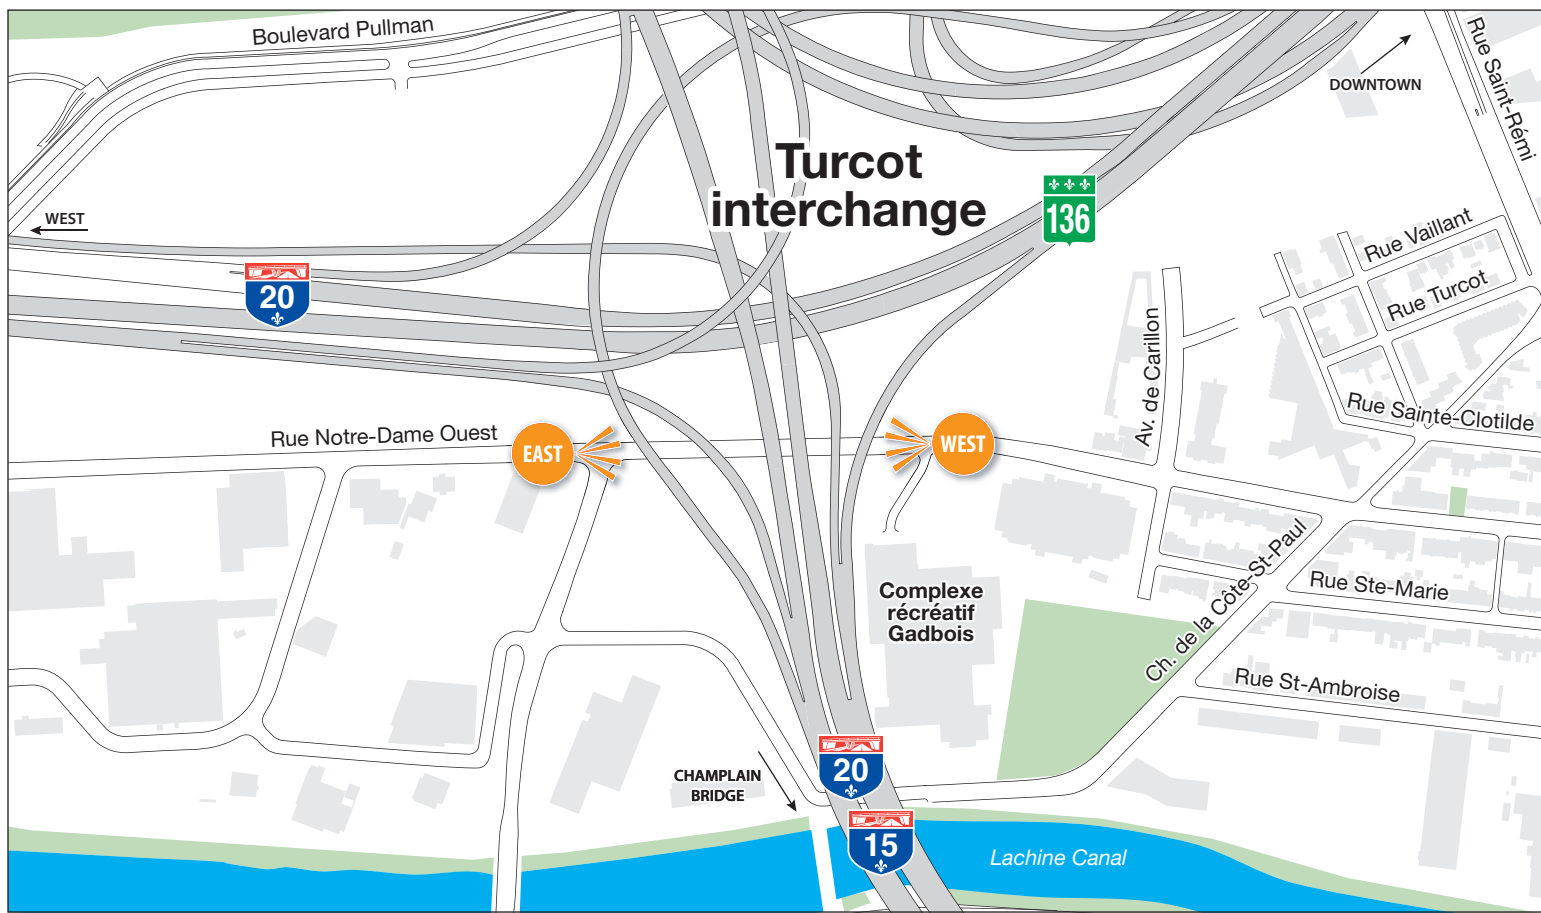 Boulevard Pullman
DOWNTOWN
Rue Saint-Rémi
Turcot
interchange
136
WEST
20
Rue Vaillant
Rue Turcot
Av. de Carillon
Rue Sainte-Clotilde
Rue Notre-Dame Ouest
EAST
WEST
Complexe
récréatif
Gadbois
Ch. de la Côte-St-Paul
Rue Ste-Marie
Rue St-Ambroise
CHAMPLAIN
BRIDGE
20
15
Lachine Canal